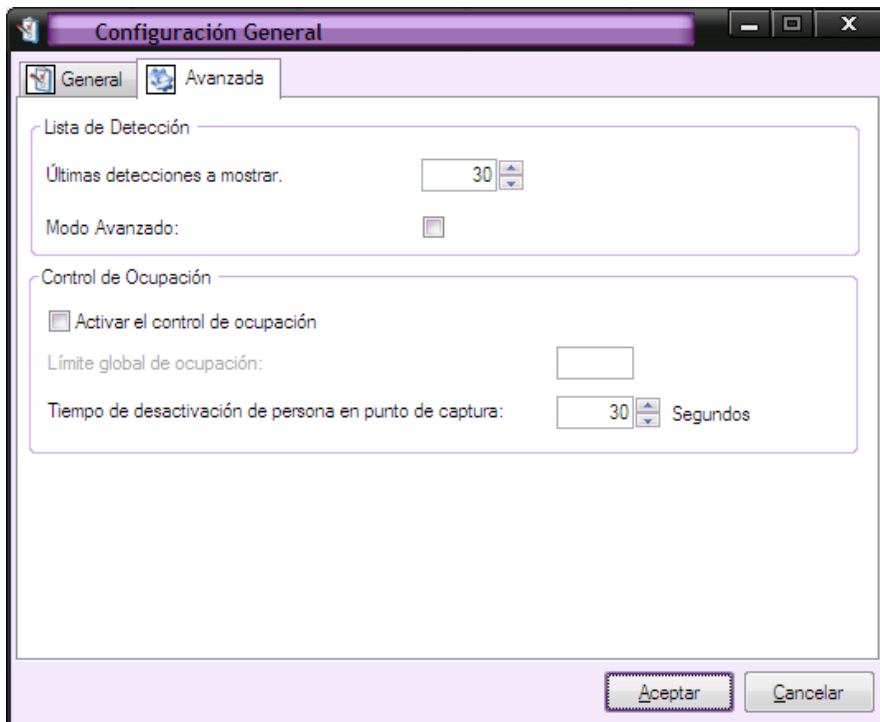 Configuración General
General
Avanzada
Lista de Detección
Últimas detecciones a mostrar. 30
Modo Avanzado:
Control de Ocupación
Activar el control de ocupación
Límite global de ocupación:
Tiempo de desactivación de persona en punto de captura: 30 Segundos
Aceptar Cancelar